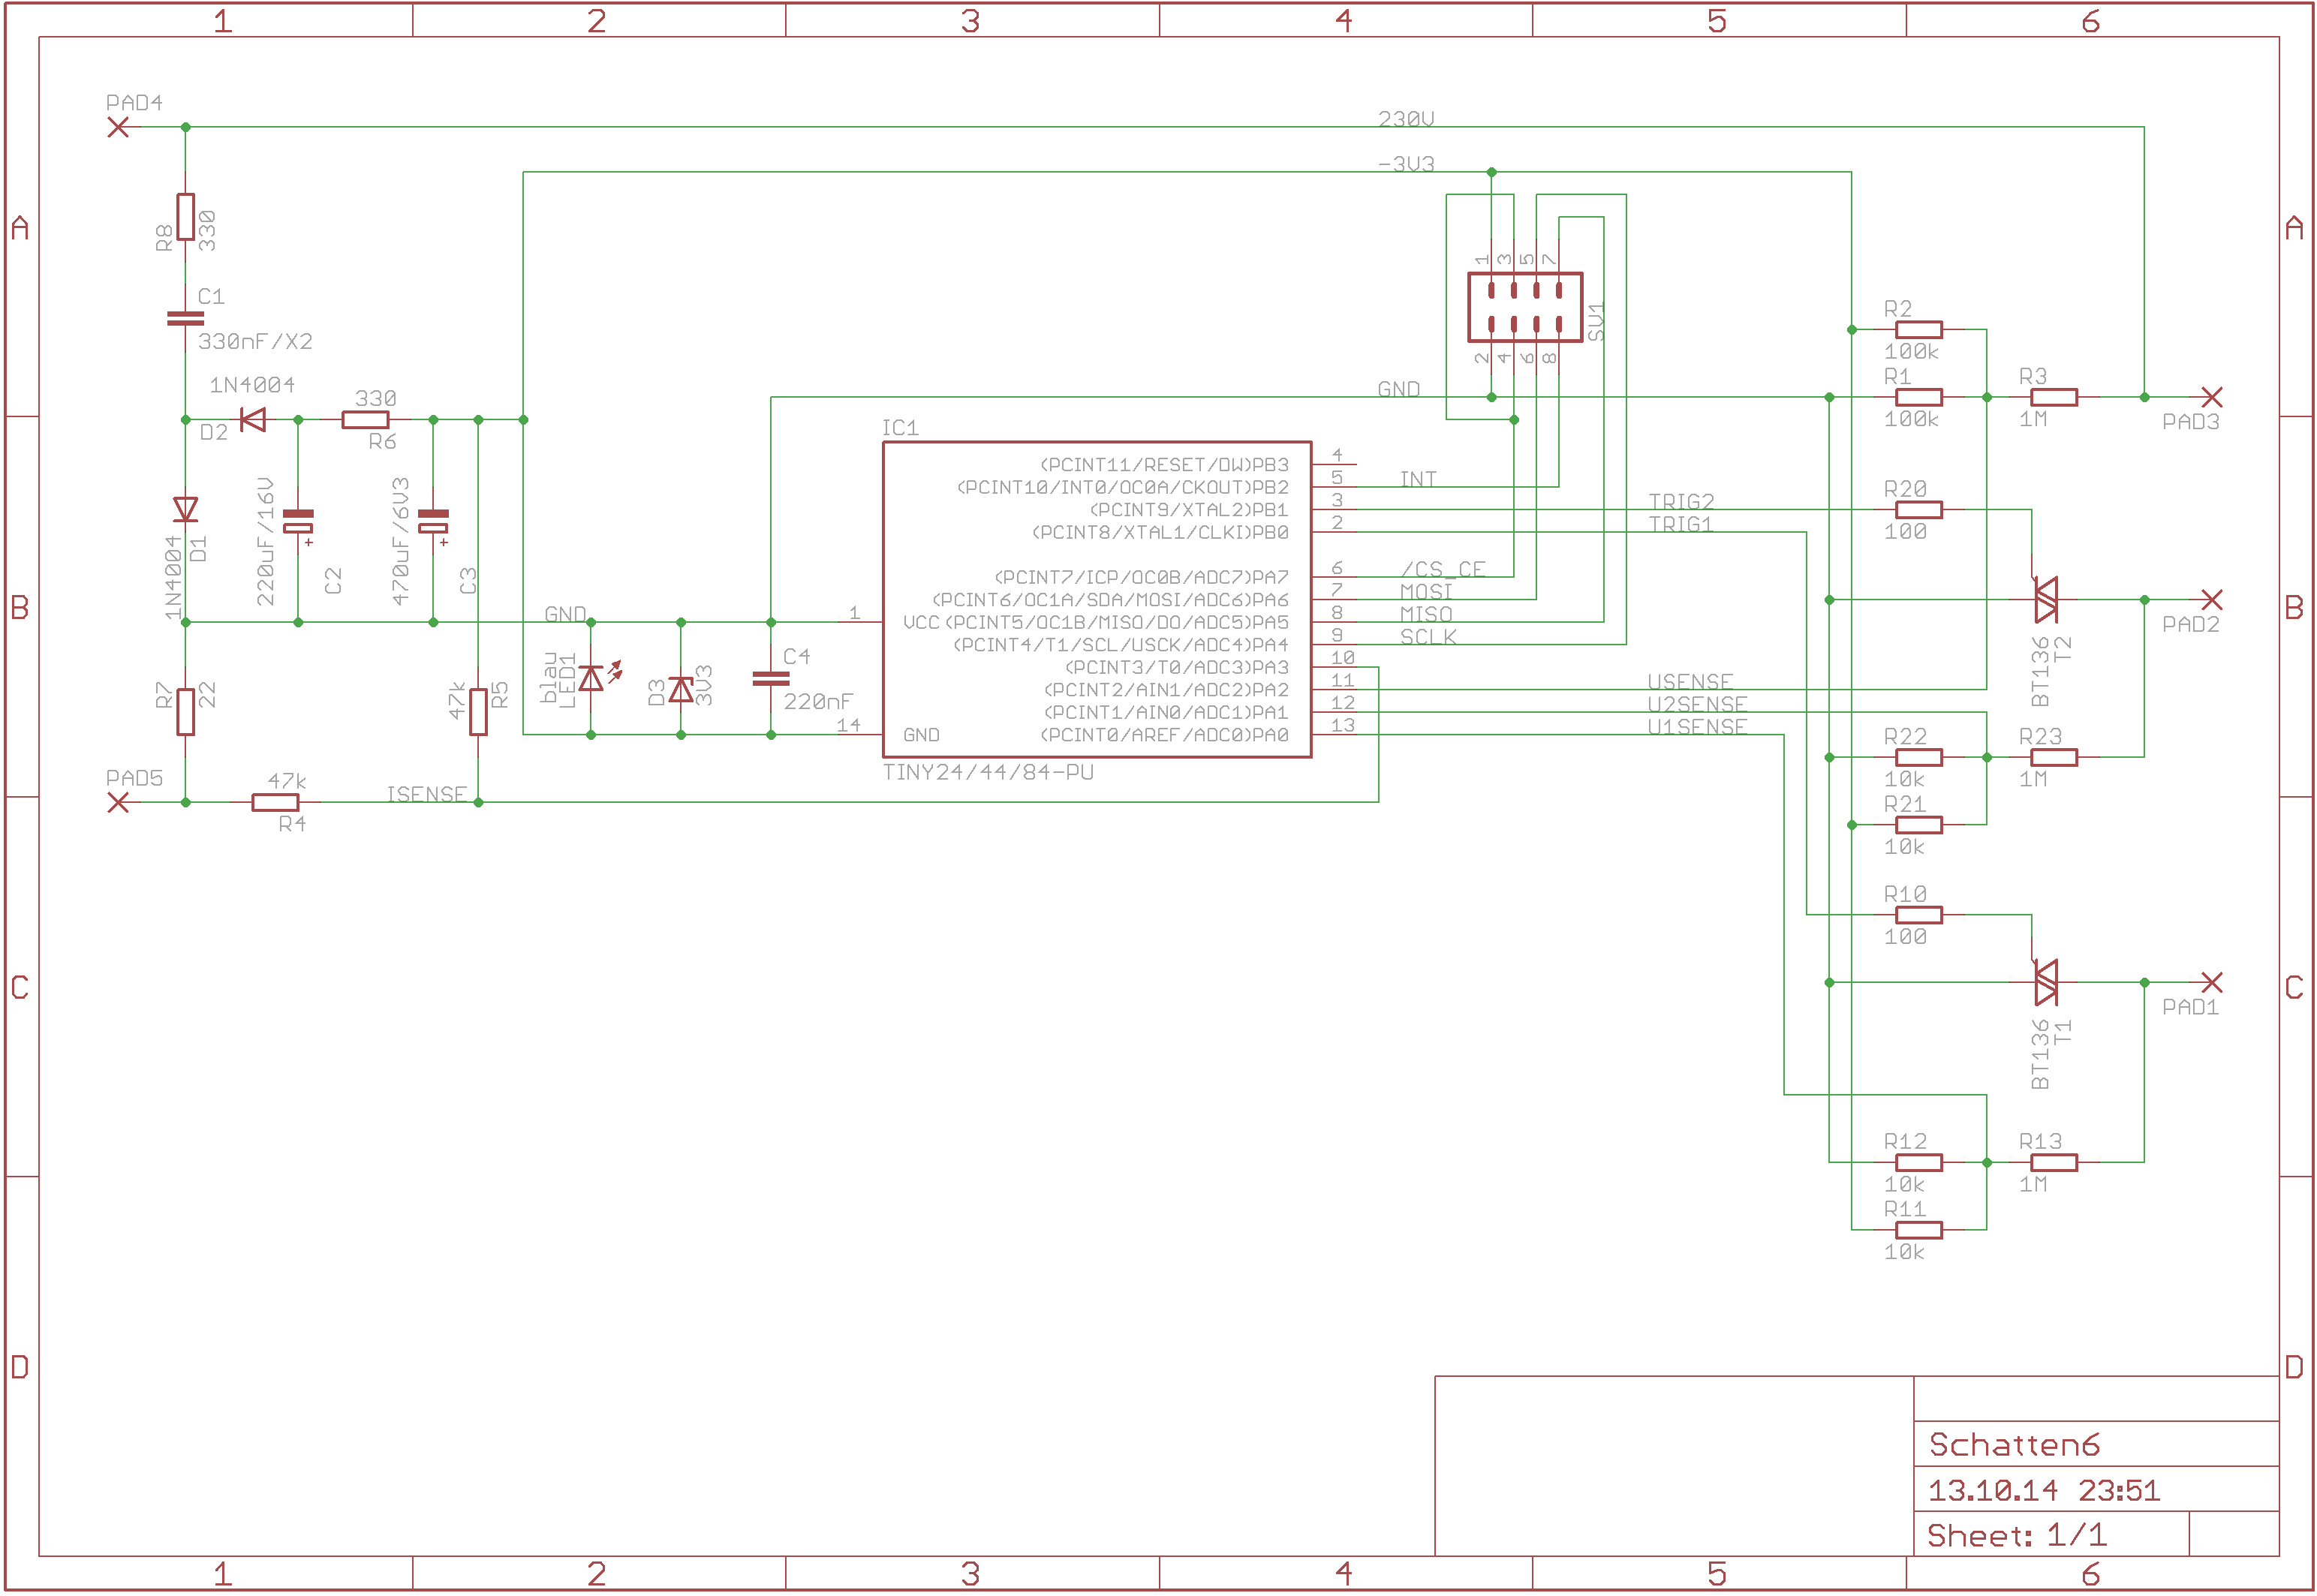 1 2 3 4 5 6
A A
B B
C C
D D
PAD4
230V
-3V3
R8
330
C1
330nF/X2
1N4004
D2
330
R6
1N4004
D1
220uF/16V
C2
470uF/6V3
C3
GND
R7
22
47k
R5
PAD5
47k
R4
ISENSE
blau
LED1
D3
3V3
C4
220nF
1
14
IC1
VCC
GND
TINY24/44/84-PU
(PCINT11/RESET/DW)PB3
(PCINT10/INT0/OC0A/CKOUT)PB2
(PCINT9/XTAL2)PB1
(PCINT8/XTAL1/CLKI)PB0
(PCINT7/ICP/OC0B/ADC7)PA7
(PCINT6/OC1A/SDA/MOSI/ADC6)PA6
(PCINT5/OC1B/MISO/DO/ADC5)PA5
(PCINT4/T1/SCL/USCK/ADC4)PA4
(PCINT3/T0/ADC3)PA3
(PCINT2/AIN1/ADC2)PA2
(PCINT1/AIN0/ADC1)PA1
(PCINT0/AREF/ADC0)PA0
4
5
3
2
6
7
8
9
10
11
12
13
1 3 5 7
2 4 6 8
SV1
GND
INT
TRIG2
TRIG1
/CS_CE
MOSI
MISO
SCLK
USENSE
U2SENSE
U1SENSE
R2
100k
R1
100k
R3
1M
PAD3
R20
100
BT136
T2
PAD2
R22
10k
R23
1M
R21
10k
R10
100
BT136
T1
PAD1
R12
10k
R13
1M
R11
10k
Schatten6
13.10.14 23:51
Sheet: 1/1
1 2 3 4 5 6